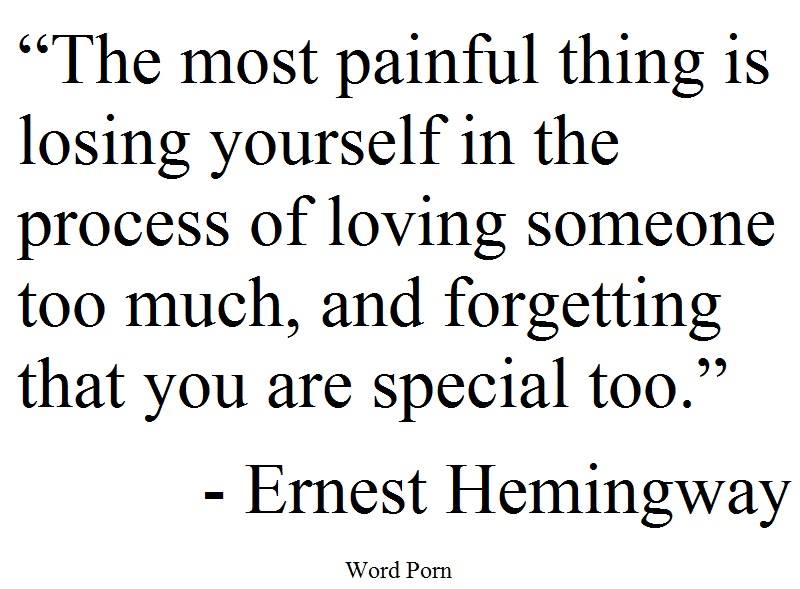 “The most painful thing is
losing yourself in the
process of loving someone
too much, and forgetting
that you are special too.”
- Ernest Hemingway
Word Porn